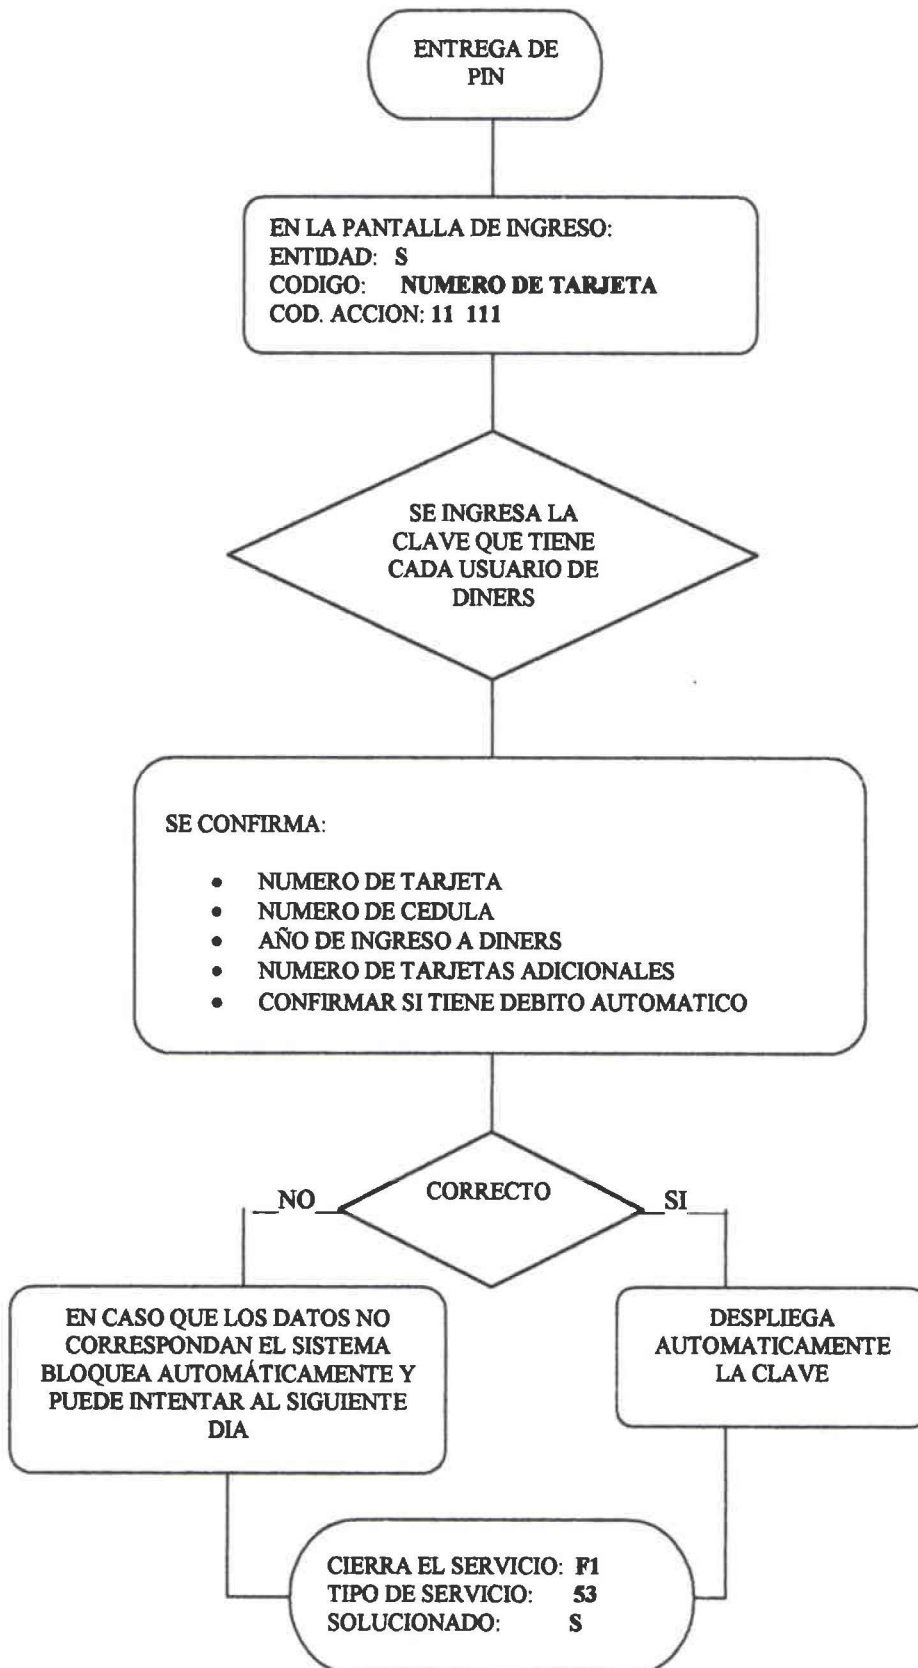 ENTREGA DE
PIN
EN LA PANTALLA DE INGRESO:
ENTIDAD: S
CODIGO: NUMERO DE TARJETA
COD. ACCION: 11 111
SE INGRESA LA
CLAVE QUE TIENE
CADA USUARIO DE
DINERS
SE CONFIRMA:
• NUMERO DE TARJETA
• NUMERO DE CEDULA
• AÑO DE INGRESO A DINERS
• NUMERO DE TARJETAS ADICIONALES
• CONFIRMAR SI TIENE DEBITO AUTOMATICO
CORRECTO
NO
SI
EN CASO QUE LOS DATOS NO
CORRESPONDAN EL SISTEMA
BLOQUEA AUTOMÁTICAMENTE Y
PUEDE INTENTAR AL SIGUIENTE
DIA
DESPLIEGA
AUTOMATICAMENTE
LA CLAVE
CIERRA EL SERVICIO: F1
TIPO DE SERVICIO: 53
SOLUCIONADO: S